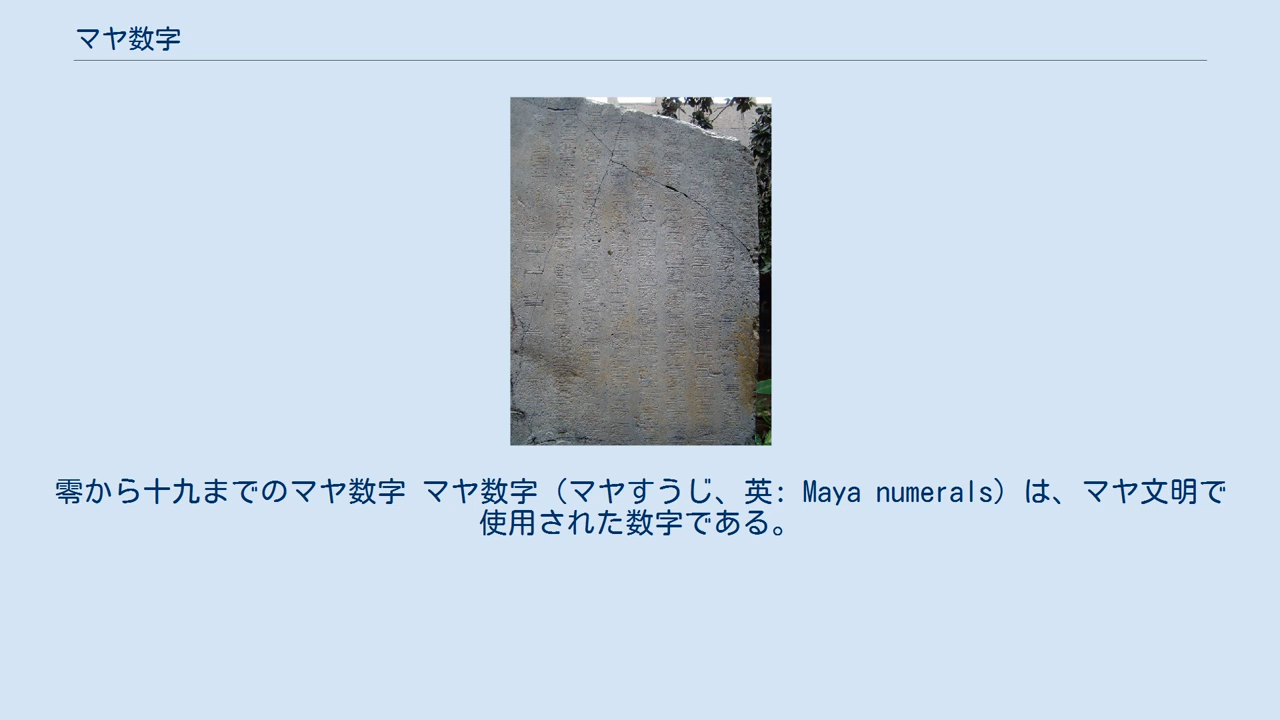 マヤ数字
零から十九までのマヤ数字 マヤ数字（マヤすうじ、英: Maya numerals）は、マヤ文明で
使用された数字である。